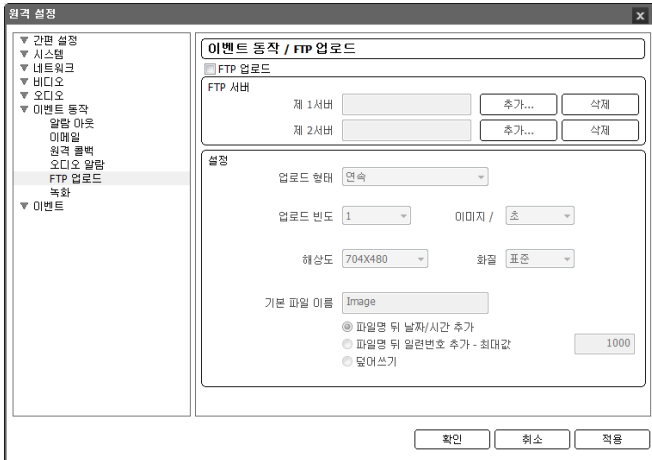 원격 설정
x
간편 설정
시스템
네트워크
비디오
오디오
이벤트 동작
알람 아웃
이메일
원격 콜백
오디오 알람
FTP 업로드
녹화
이벤트
이벤트 동작 / FTP 업로드
FTP 업로드
FTP 서버
제 1서버 추가... 삭제
제 2서버 추가... 삭제
설정
업로드 형태 연속
업로드 빈도 1 이미지 / 초
해상도 704X480 화질 표준
기본 파일 이름 Image
파일명 뒤 날짜/시간 추가
파일명 뒤 일련번호 추가 - 최대값 1000
덮어쓰기
확인 취소 적용